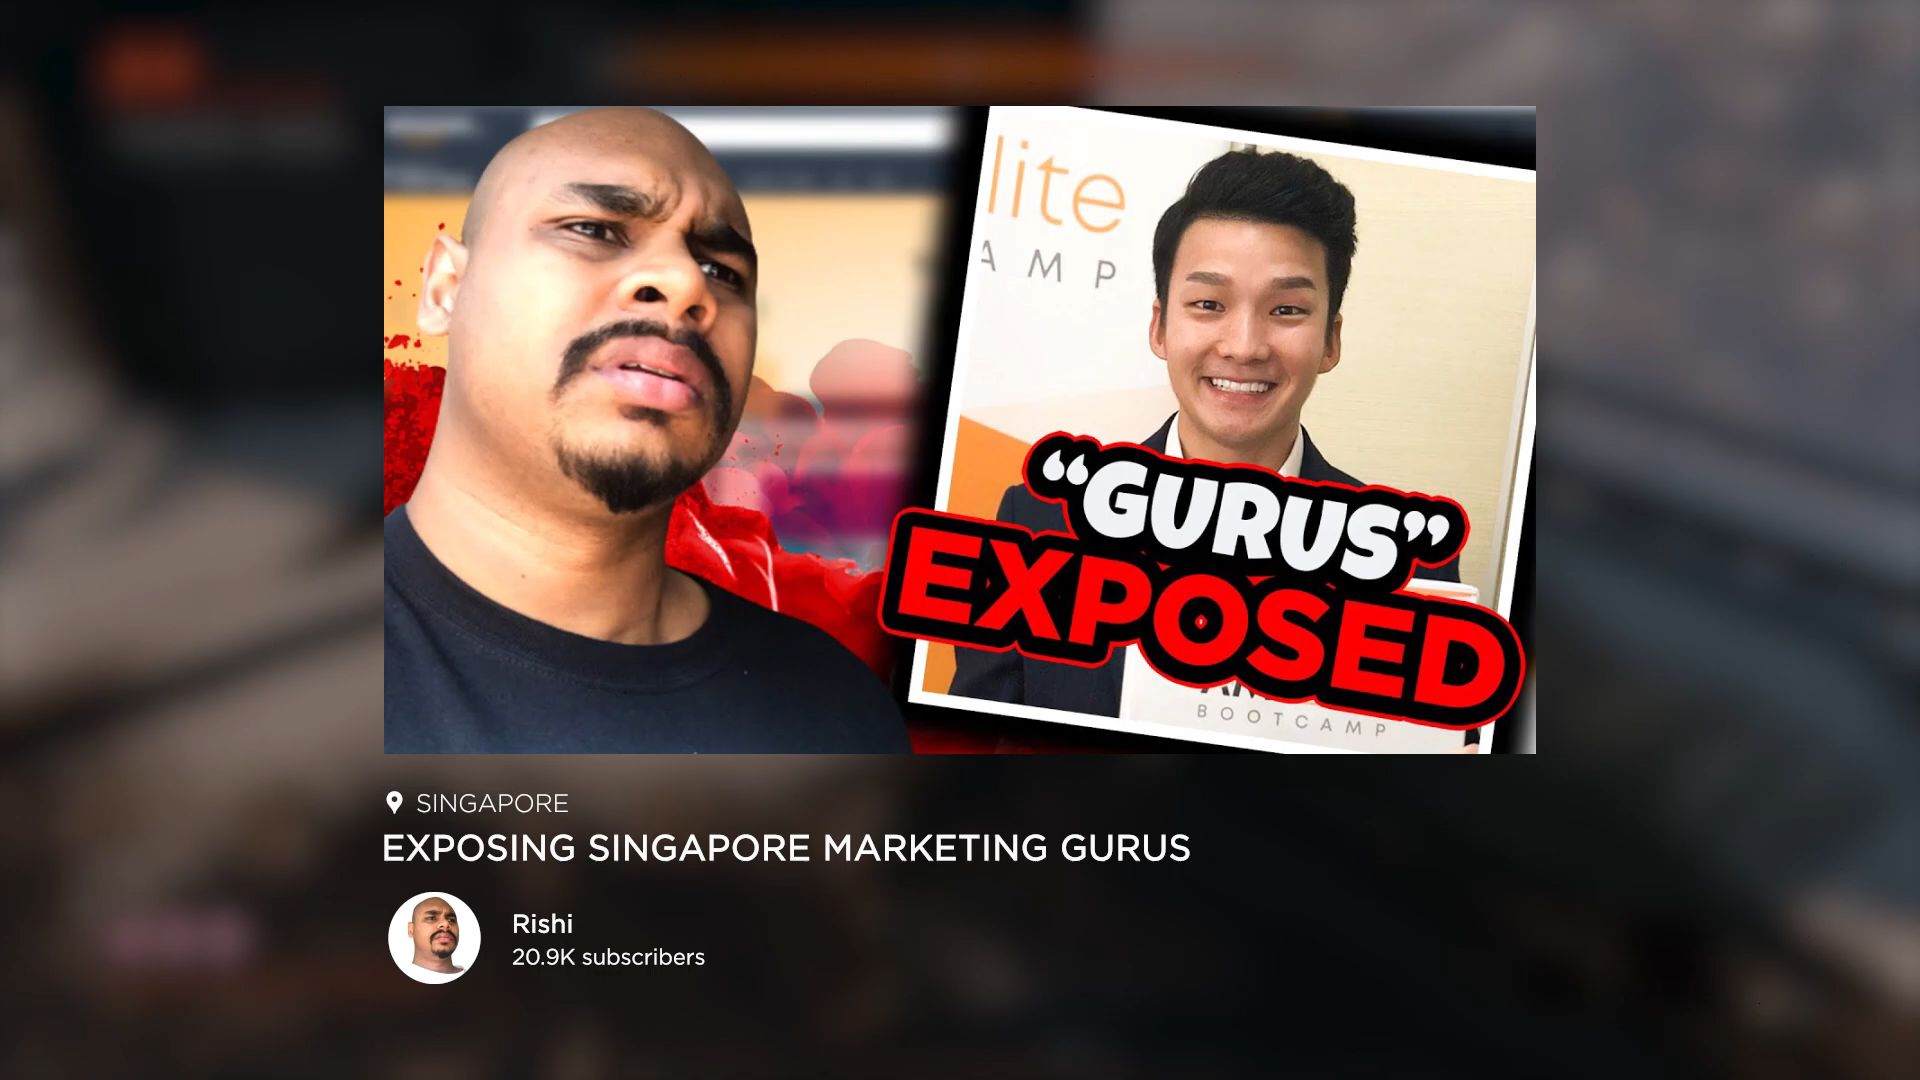 lite
AMP
“GURUS”
EXPOSED
BOOTCAMP
SINGAPORE
EXPOSING SINGAPORE MARKETING GURUS
Rishi
20.9K subscribers